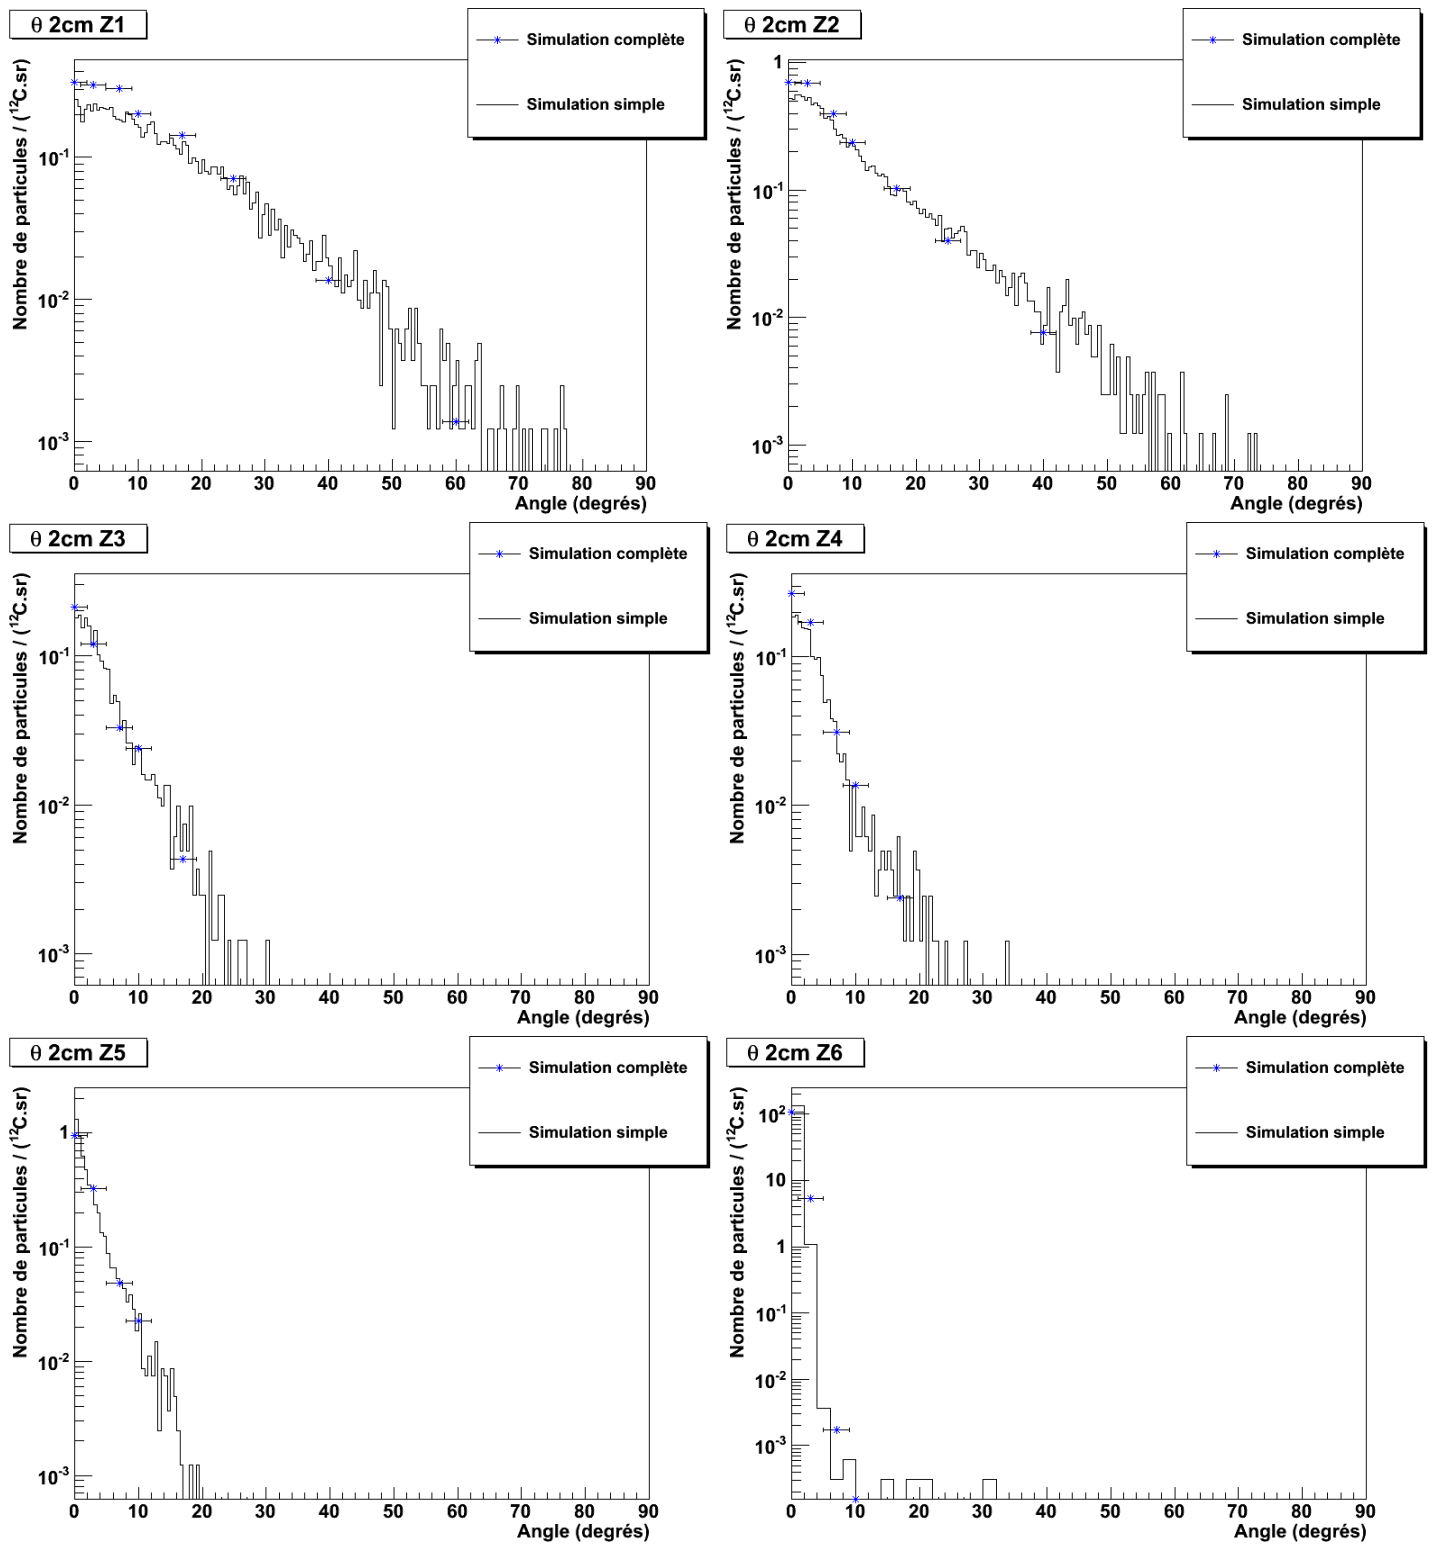 θ 2cm Z1
Simulation complète
Simulation simple
Nombre de particules / (¹²C.sr)
10⁻¹
10⁻²
10⁻³
0 10 20 30 40 50 60 70 80 90
Angle (degrés)
θ 2cm Z2
Simulation complète
Simulation simple
Nombre de particules / (¹²C.sr)
1
10⁻¹
10⁻²
10⁻³
0 10 20 30 40 50 60 70 80 90
Angle (degrés)
θ 2cm Z3
Simulation complète
Simulation simple
Nombre de particules / (¹²C.sr)
10⁻¹
10⁻²
10⁻³
0 10 20 30 40 50 60 70 80 90
Angle (degrés)
θ 2cm Z4
Simulation complète
Simulation simple
Nombre de particules / (¹²C.sr)
10⁻¹
10⁻²
10⁻³
0 10 20 30 40 50 60 70 80 90
Angle (degrés)
θ 2cm Z5
Simulation complète
Simulation simple
Nombre de particules / (¹²C.sr)
1
10⁻¹
10⁻²
10⁻³
0 10 20 30 40 50 60 70 80 90
Angle (degrés)
θ 2cm Z6
Simulation complète
Simulation simple
Nombre de particules / (¹²C.sr)
10²
10
1
10⁻¹
10⁻²
10⁻³
0 10 20 30 40 50 60 70 80 90
Angle (degrés)